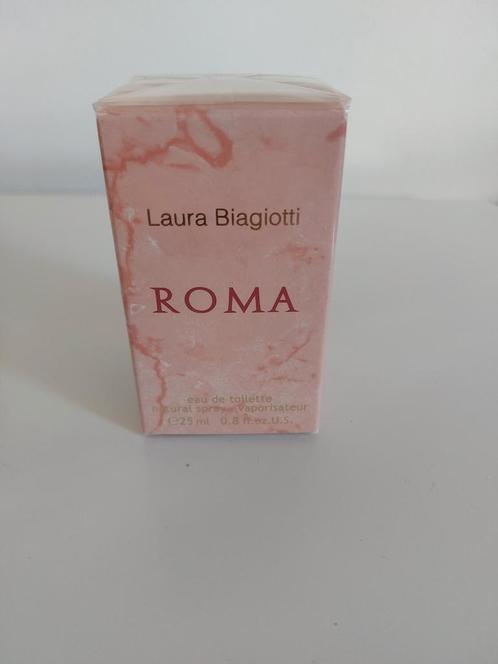 Laura Biagiotti
ROMA
eau de toilette
natural spray - vaporisateur
℮25 ml 0.8 fl.oz.U.S.